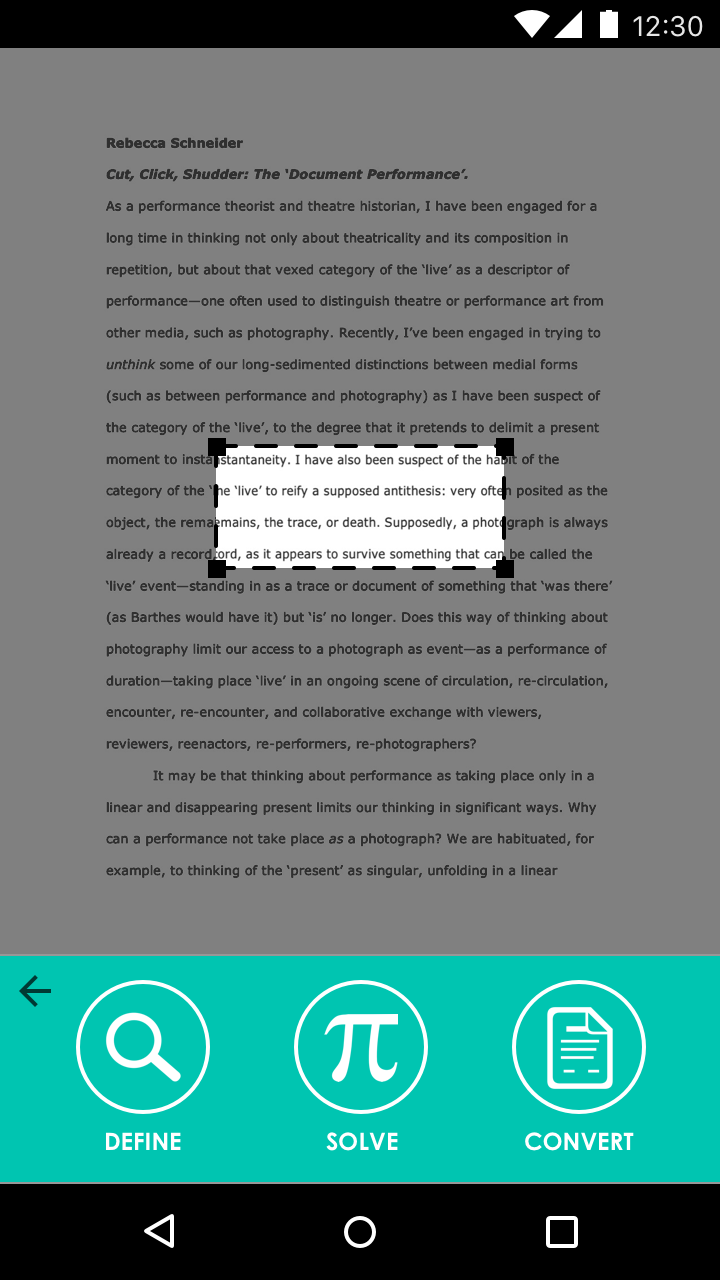 12:30
Rebecca Schneider
Cut, Click, Shudder: The ‘Document Performance’.
As a performance theorist and theatre historian, I have been engaged for a
long time in thinking not only about theatricality and its composition in
repetition, but about that vexed category of the ‘live’ as a descriptor of
performance—one often used to distinguish theatre or performance art from
other media, such as photography. Recently, I’ve been engaged in trying to
unthink some of our long-sedimented distinctions between medial forms
(such as between performance and photography) as I have been suspect of
the category of the ‘live’, to the degree that it pretends to delimit a present
moment to instanstantaneity. I have also been suspect of the habit of the
category of the ‘he ‘live’ to reify a supposed antithesis: very often posited as the
object, the remaemains, the trace, or death. Supposedly, a photograph is always
already a record,ord, as it appears to survive something that can be called the
‘live’ event—standing in as a trace or document of something that ‘was there’
(as Barthes would have it) but ‘is’ no longer. Does this way of thinking about
photography limit our access to a photograph as event—as a performance of
duration—taking place ‘live’ in an ongoing scene of circulation, re-circulation,
encounter, re-encounter, and collaborative exchange with viewers,
reviewers, reenactors, re-performers, re-photographers?
It may be that thinking about performance as taking place only in a
linear and disappearing present limits our thinking in significant ways. Why
can a performance not take place as a photograph? We are habituated, for
example, to thinking of the ‘present’ as singular, unfolding in a linear
π
DEFINE SOLVE CONVERT